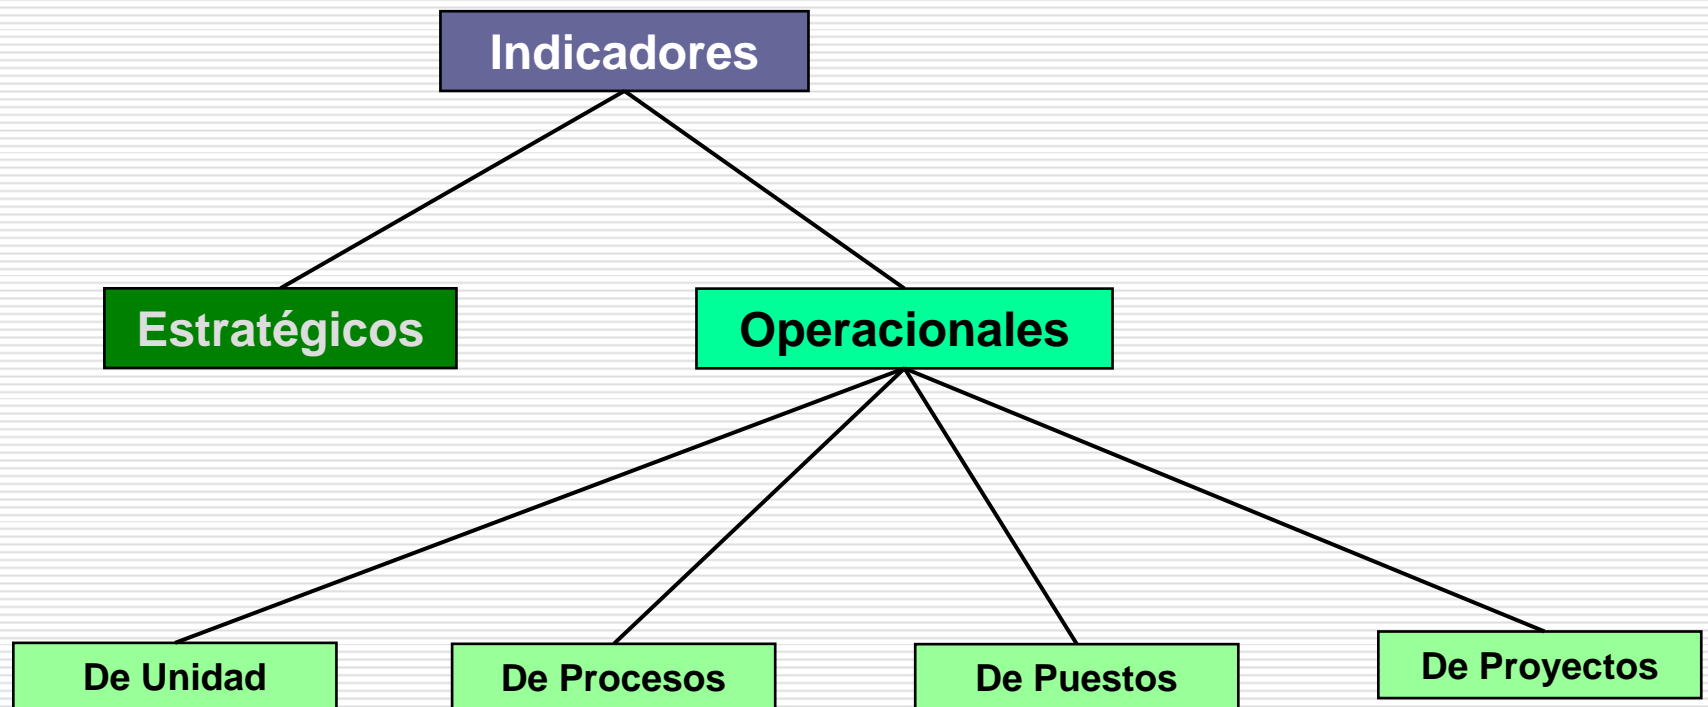 Indicadores
Estratégicos
Operacionales
De Unidad
De Procesos
De Puestos
De Proyectos